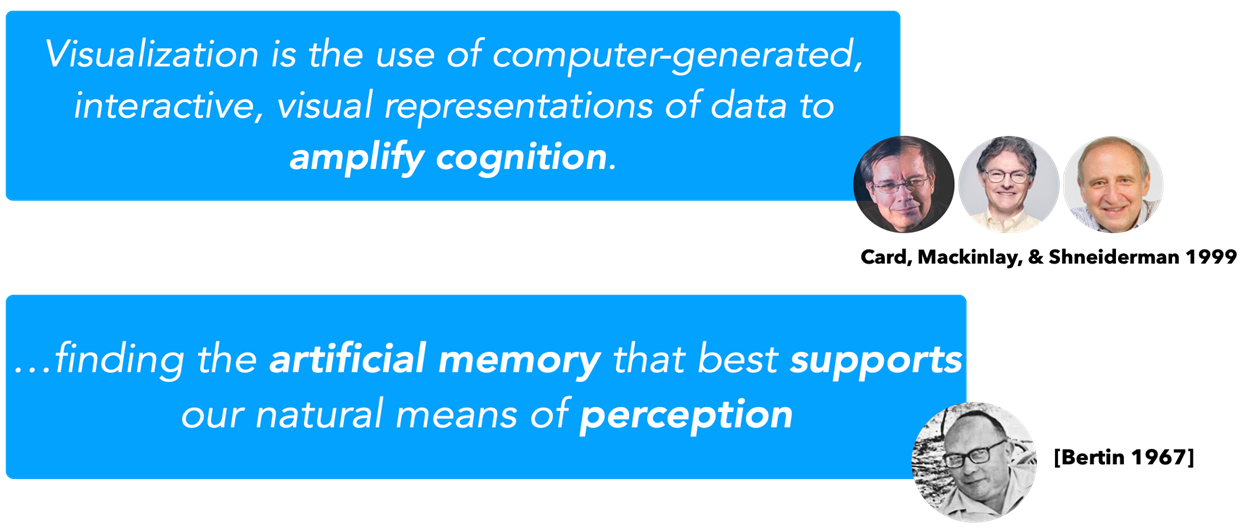 Visualization is the use of computer-generated,
interactive, visual representations of data to
amplify cognition.
Card, Mackinlay, & Shneiderman 1999
...finding the artificial memory that best supports
our natural means of perception
[Bertin 1967]